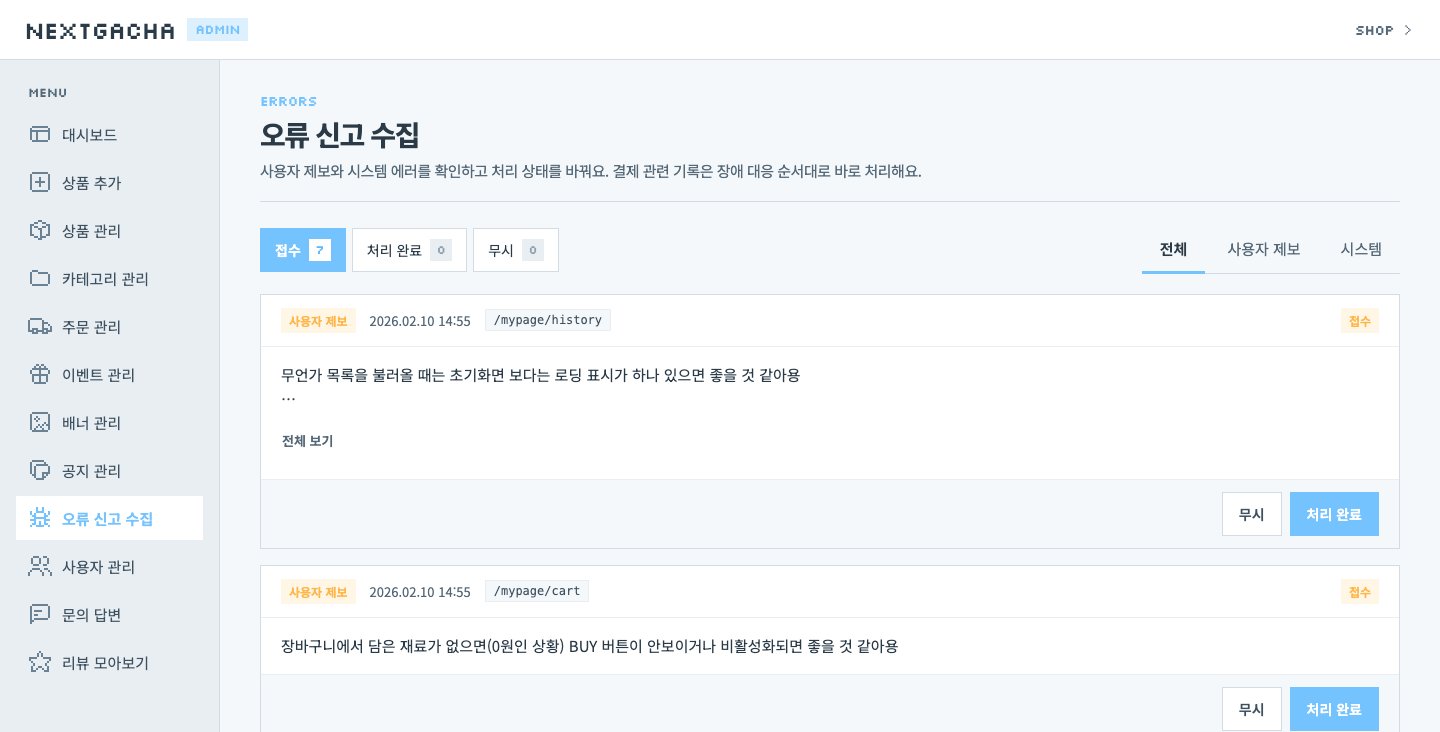 NEXTGACHA ADMIN
SHOP
MENU
대시보드
상품 추가
상품 관리
카테고리 관리
주문 관리
이벤트 관리
배너 관리
공지 관리
오류 신고 수집
사용자 관리
문의 답변
리뷰 모아보기
ERRORS
오류 신고 수집
사용자 제보와 시스템 에러를 확인하고 처리 상태를 바꿔요. 결제 관련 기록은 장애 대응 순서대로 바로 처리해요.
접수 7 처리 완료 0 무시 0
전체 사용자 제보 시스템
사용자 제보 2026.02.10 14:55 /mypage/history 접수
무언가 목록을 불러올 때는 초기화면 보다는 로딩 표시가 하나 있으면 좋을 것 같아용
...
전체 보기
무시 처리 완료
사용자 제보 2026.02.10 14:55 /mypage/cart 접수
장바구니에서 담은 재료가 없으면(0원인 상황) BUY 버튼이 안보이거나 비활성화되면 좋을 것 같아용
무시 처리 완료